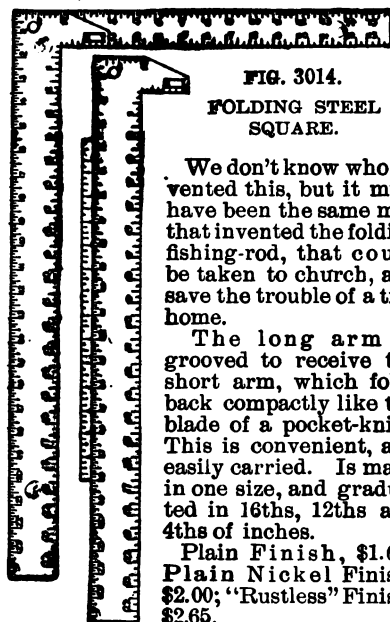 FIG. 3014.
FOLDING STEEL
SQUARE.
We don't know who
vented this, but it m
have been the same m
that invented the foldi
fishing-rod, that cou
be taken to church, a
save the trouble of a t
home.
The long arm
grooved to receive t
short arm, which fo
back compactly like t
blade of a pocket-kni
This is convenient, a
easily carried. Is ma
in one size, and gradu
ted in 16ths, 12ths a
4ths of inches.
Plain Finish, $1.6
Plain Nickel Finis
$2.00; "Rustless" Finis
$2.65.